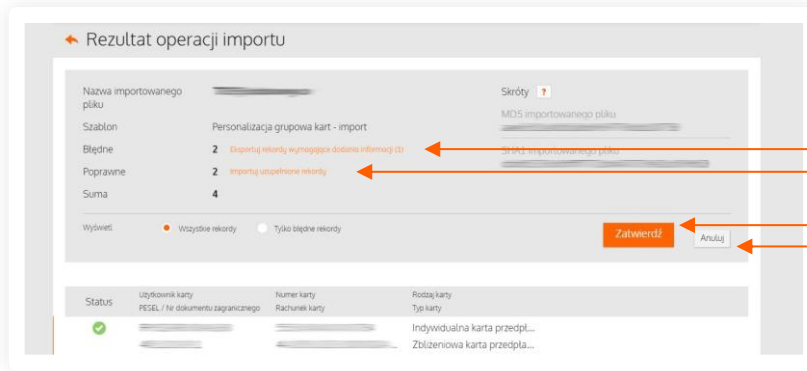 Rezultat operacji importu
Nazwa importowanego
pliku
Szablon Personalizacja grupowa kart - import
Błędne 2 Eksportuj rekordy wymagające dodania informacji (1)
Poprawne 2 Importuj uzupełnione rekordy
Suma 4
Skróty ?
MD5 importowanego pliku
SHA1 importowanego pliku
Wyświetl Wszystkie rekordy Tylko błędne rekordy
Zatwierdź Anuluj
Status
Użytkownik karty Numer karty Rodzaj karty
PESEL / Nr dokumentu zagranicznego Rachunek karty Typ karty
Indywidualna karta przedpł...
Zbliżeniowa karta przedpła...